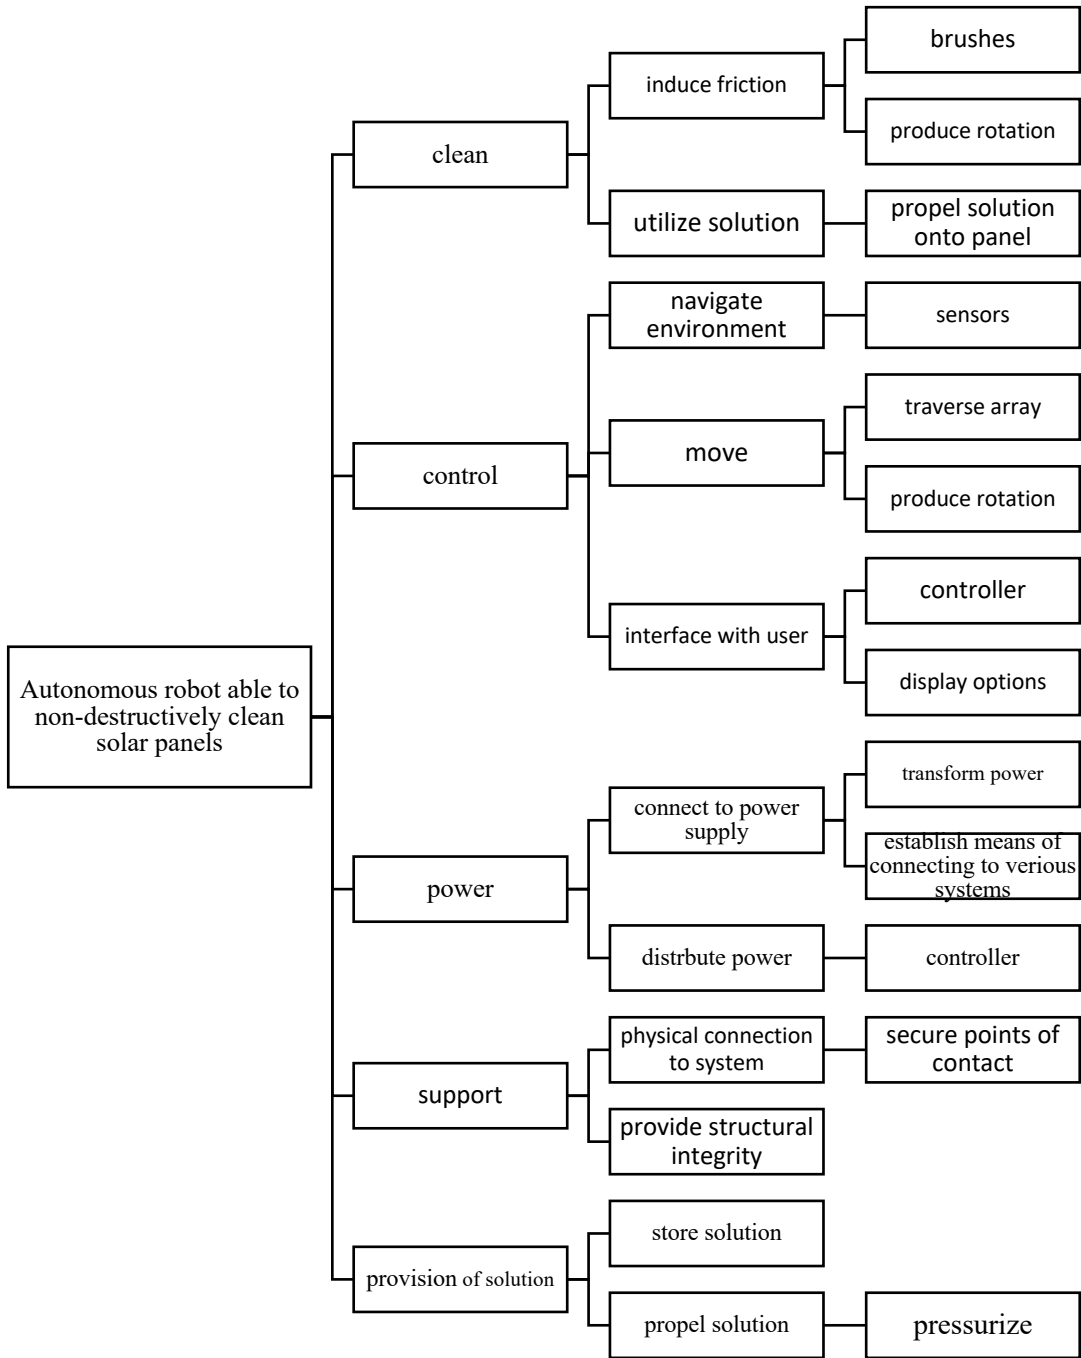 Autonomous robot able to
non-destructively clean
solar panels
clean
induce friction
brushes
produce rotation
utilize solution
propel solution
onto panel
control
navigate
environment
sensors
move
traverse array
produce rotation
interface with user
controller
display options
power
connect to power
supply
transform power
establish means of
connecting to verious
systems
distrbute power
controller
support
physical connection
to system
secure points of
contact
provide structural
integrity
provision of solution
store solution
propel solution
pressurize